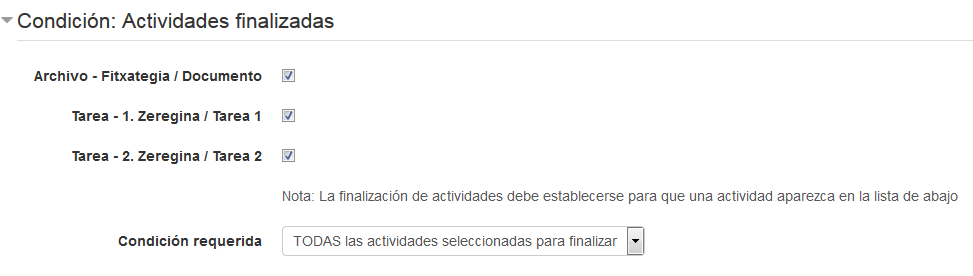 Condición: Actividades finalizadas
Archivo - Fitxategia / Documento
Tarea - 1. Zeregina / Tarea 1
Tarea - 2. Zeregina / Tarea 2
Nota: La finalización de actividades debe establecerse para que una actividad aparezca en la lista de abajo
Condición requerida TODAS las actividades seleccionadas para finalizar